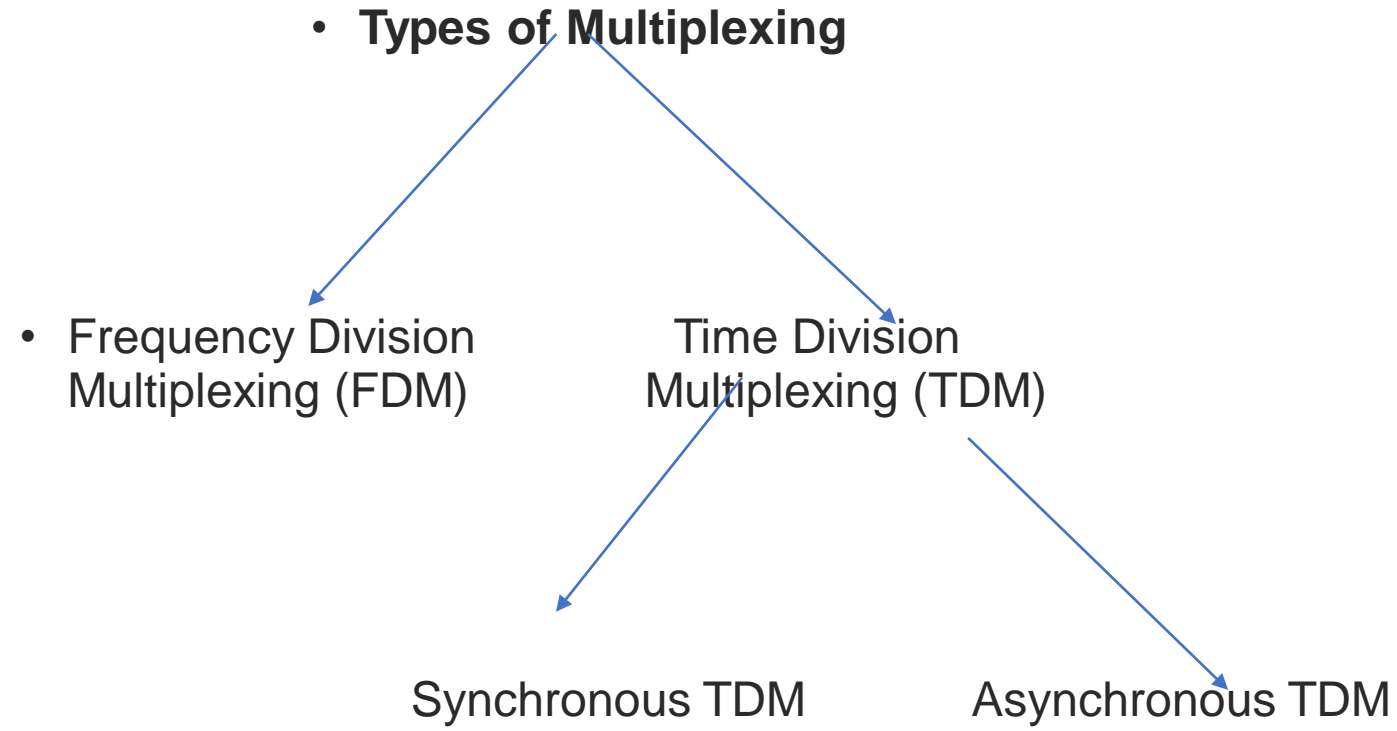 • Types of Multiplexing
• Frequency Division
Multiplexing (FDM)
Time Division
Multiplexing (TDM)
Synchronous TDM
Asynchronous TDM